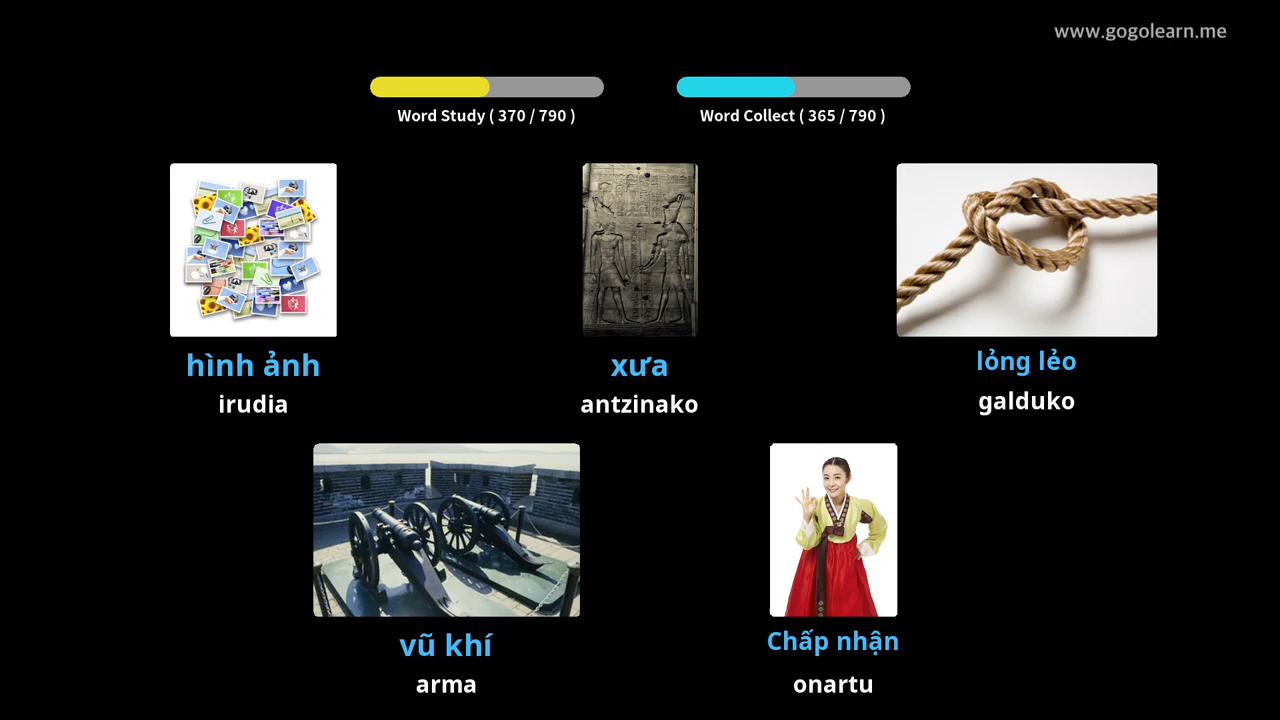 www.gogolearn.me
Word Study ( 370 / 790 )
Word Collect ( 365 / 790 )
hình ảnh
irudia
xưa
antzinako
lỏng lẻo
galduko
vũ khí
arma
Chấp nhận
onartu